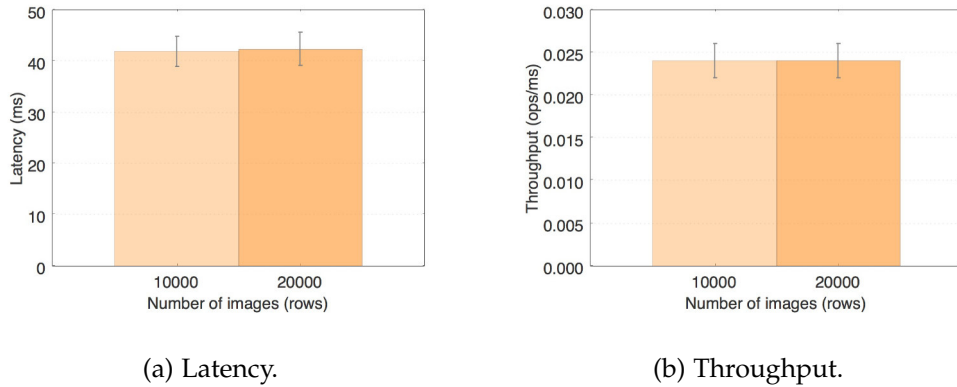 50
40
30
20
10
0
Latency (ms)
10000 20000
Number of images (rows)
(a) Latency.
0.030
0.025
0.020
0.015
0.010
0.005
0.000
Throughput (ops/ms)
10000 20000
Number of images (rows)
(b) Throughput.